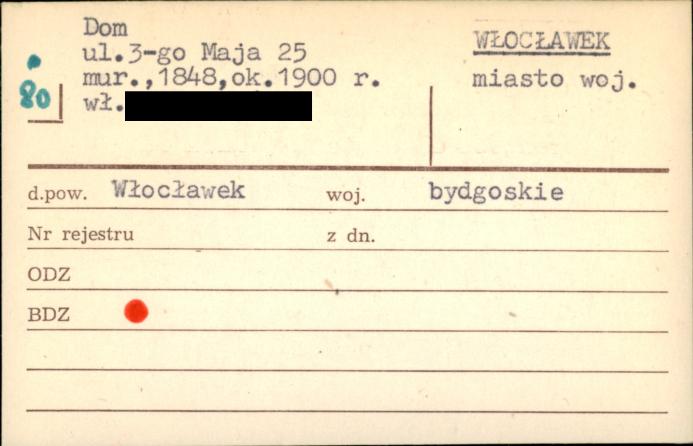 Dom
ul.3-go Maja 25
mur.,1848,ok.1900 r.
wł.
80
WŁOCŁAWEK
miasto woj.
d.pow. Włocławek woj. bydgoskie
Nr rejestru z dn.
ODZ
BDZ